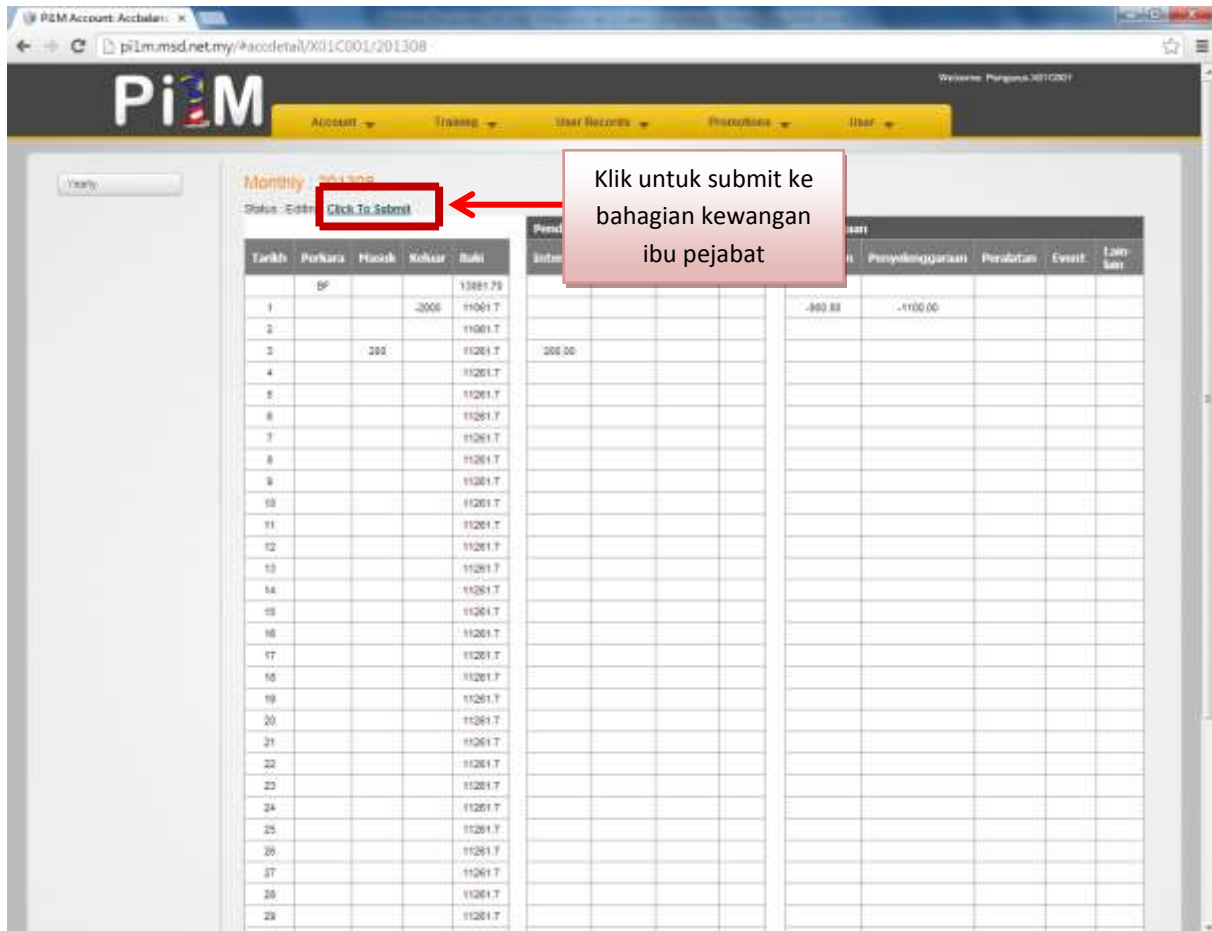 PI1M Account: Accbalanc
pi1m.msd.net.my/#accdetail/X01C001/201308
Pi1M
Welcome Pengurus X01C001
Account Training User Records Promotions User
Yearly
Monthly : 201308
Status : Editing Click To Submit
Klik untuk submit ke
bahagian kewangan
ibu pejabat
Tarikh Perkara Masuk Keluar Baki Penyelenggaraan Peralatan Event Lain-
lain
BF 13061.70
1 -2000 11061.7 -900.00 -1100.00
2 11061.7
3 200 11261.7 200.00
4 11261.7
5 11261.7
6 11261.7
7 11261.7
8 11261.7
9 11261.7
10 11261.7
11 11261.7
12 11261.7
13 11261.7
14 11261.7
15 11261.7
16 11261.7
17 11261.7
18 11261.7
19 11261.7
20 11261.7
21 11261.7
22 11261.7
23 11261.7
24 11261.7
25 11261.7
26 11261.7
27 11261.7
28 11261.7
29 11261.7